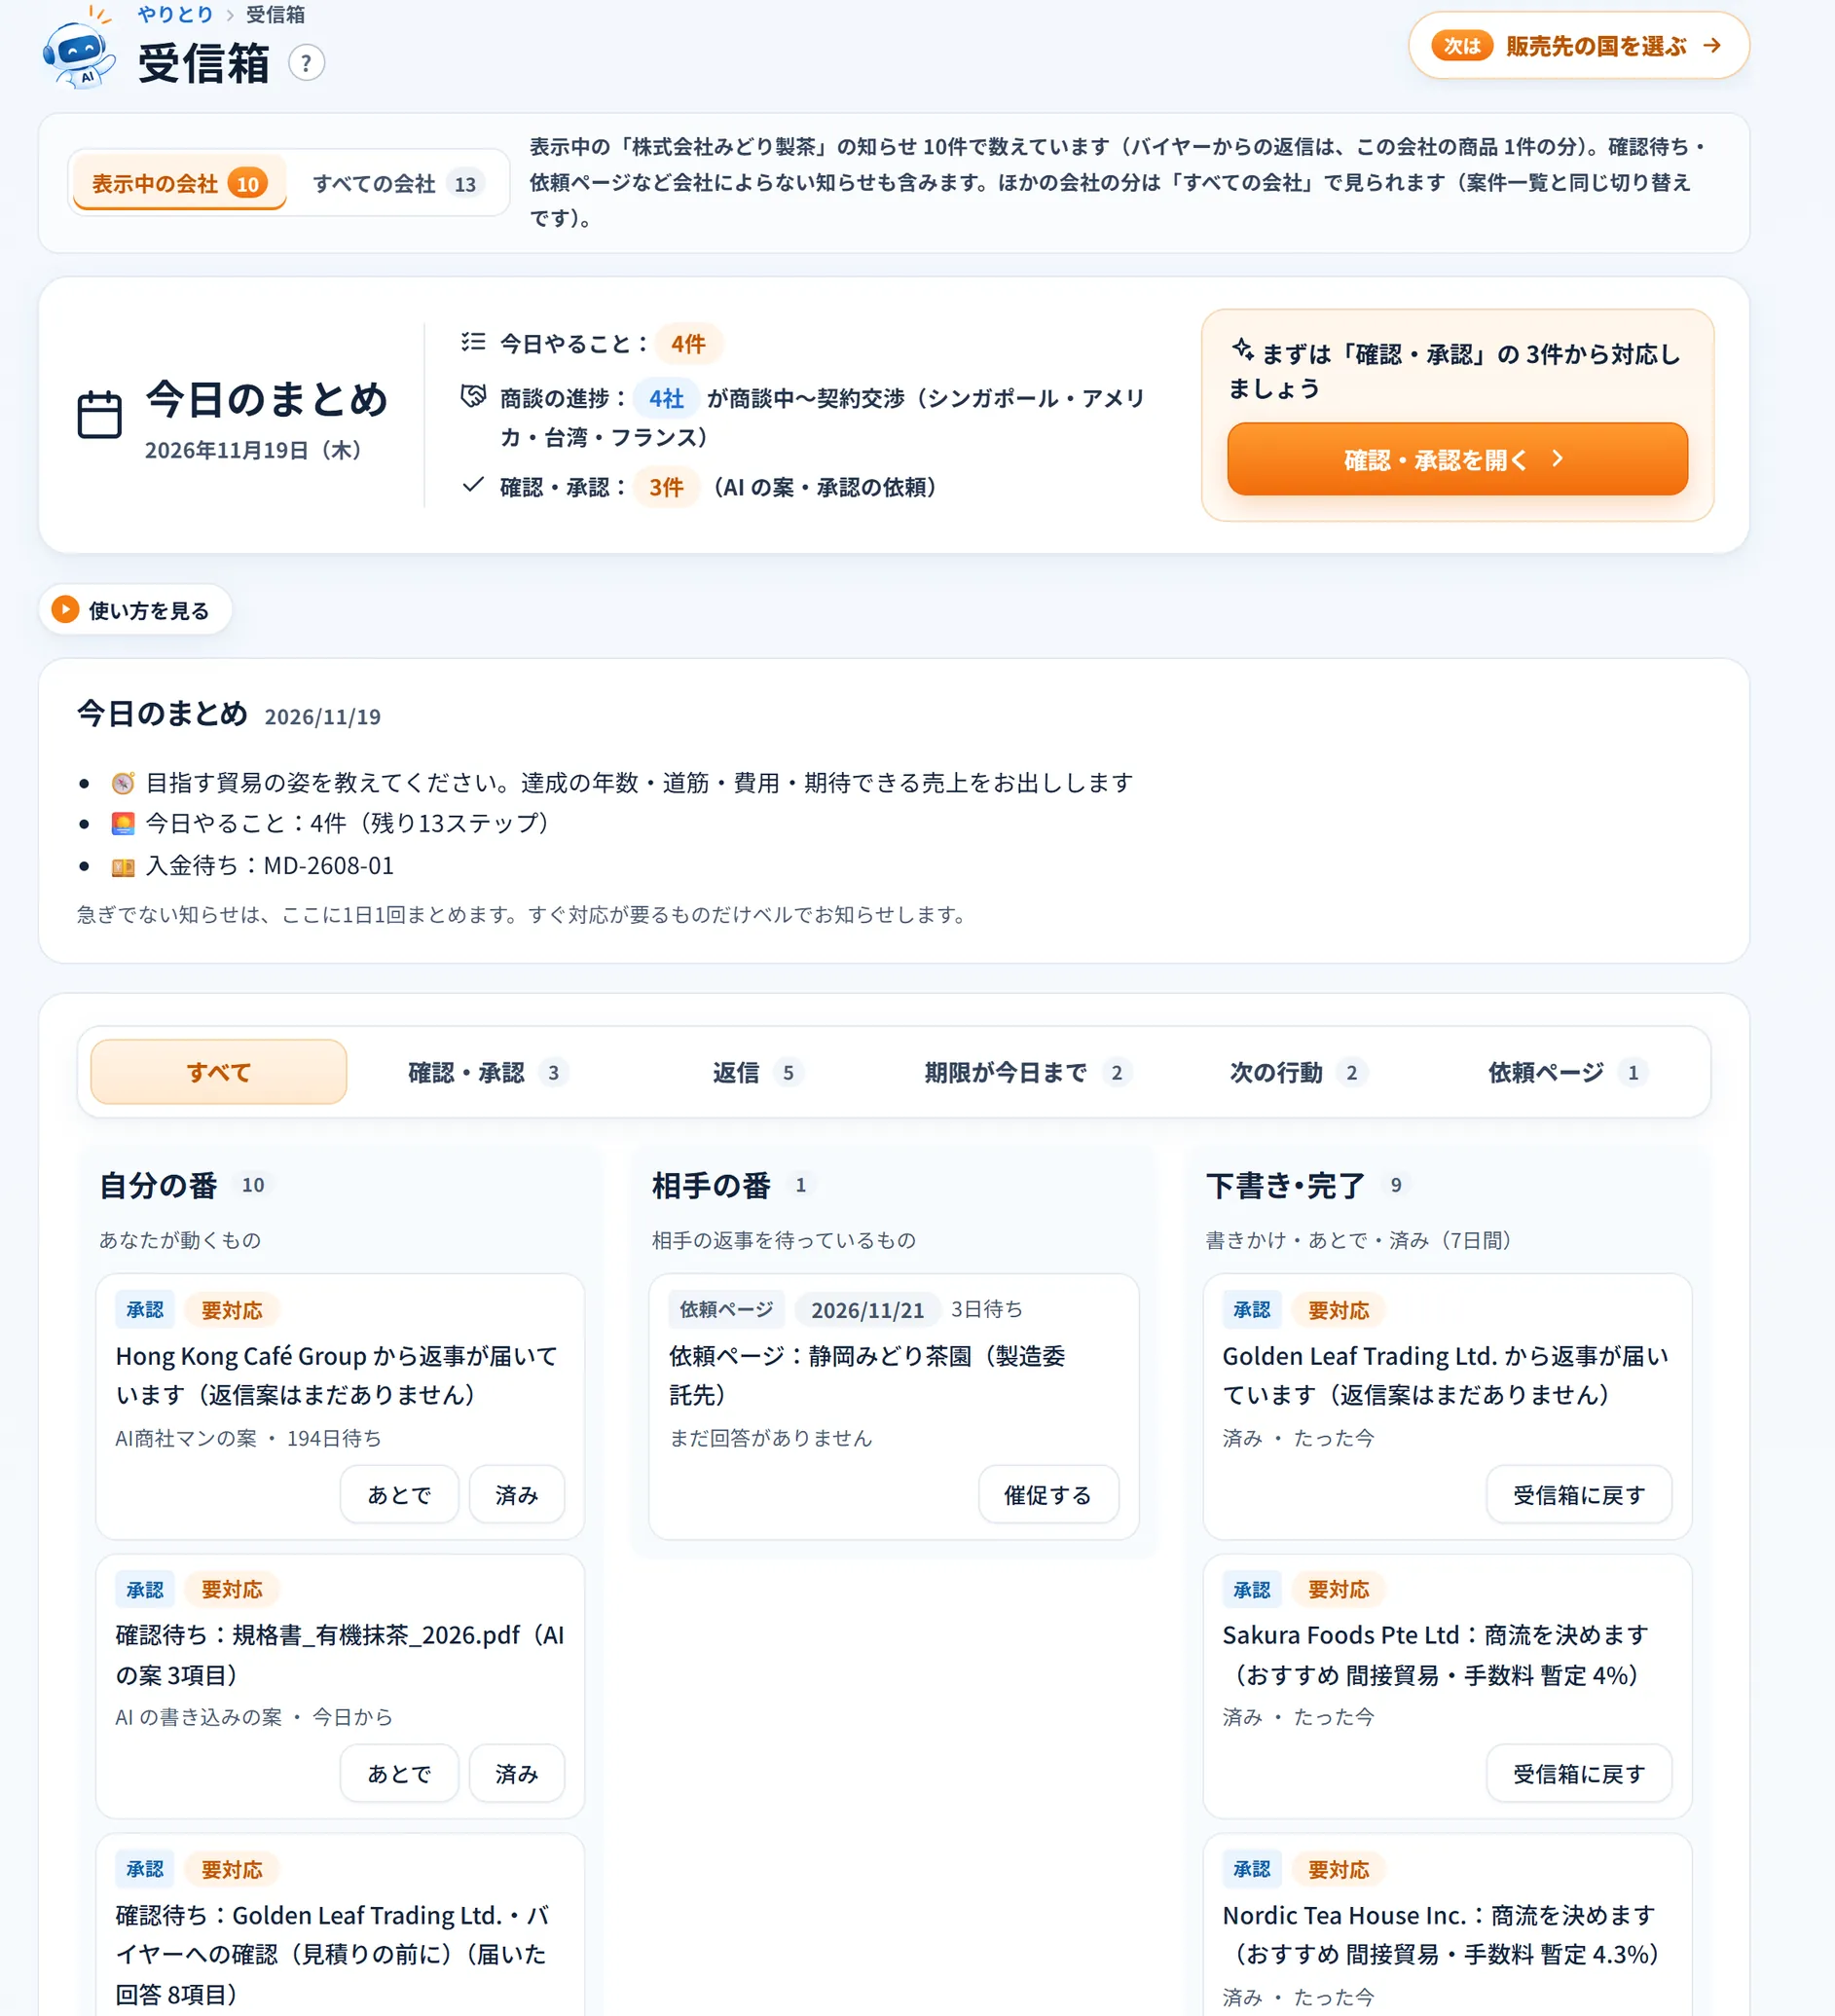 やりとり › 受信箱
受信箱 ?
AI
次は 販売先の国を選ぶ →
表示中の会社 10 すべての会社 13
表示中の「株式会社みどり製茶」の知らせ 10件で数えています（バイヤーからの返信は、この会社の商品 1件の分）。確認待ち・
依頼ページなど会社によらない知らせも含みます。ほかの会社の分は「すべての会社」で見られます（案件一覧と同じ切り替え
です）。
今日のまとめ
2026年11月19日（木）
今日やること： 4件
商談の進捗： 4社 が商談中〜契約交渉（シンガポール・アメリ
カ・台湾・フランス）
確認・承認： 3件 （AI の案・承認の依頼）
まずは「確認・承認」の 3件から対応し
ましょう
確認・承認を開く ›
使い方を見る
今日のまとめ 2026/11/19
• 🧭 目指す貿易の姿を教えてください。達成の年数・道筋・費用・期待できる売上をお出しします
• 🌅 今日やること：4件（残り13ステップ）
• 💴 入金待ち：MD-2608-01
急ぎでない知らせは、ここに1日1回まとめます。すぐ対応が要るものだけベルでお知らせします。
すべて 確認・承認 3 返信 5 期限が今日まで 2 次の行動 2 依頼ページ 1
自分の番 10
あなたが動くもの
承認 要対応
Hong Kong Café Group から返事が届いて
います（返信案はまだありません）
AI商社マンの案 ・ 194日待ち
あとで 済み
承認 要対応
確認待ち：規格書_有機抹茶_2026.pdf（AI
の案 3項目）
AI の書き込みの案 ・ 今日から
あとで 済み
承認 要対応
確認待ち：Golden Leaf Trading Ltd.・バ
イヤーへの確認（見積りの前に）（届いた
回答 8項目）
相手の番 1
相手の返事を待っているもの
依頼ページ 2026/11/21 3日待ち
依頼ページ：静岡みどり茶園（製造委
託先）
まだ回答がありません
催促する
下書き・完了 9
書きかけ・あとで・済み（7日間）
承認 要対応
Golden Leaf Trading Ltd. から返事が届い
ています（返信案はまだありません）
済み ・ たった今
受信箱に戻す
承認 要対応
Sakura Foods Pte Ltd：商流を決めます
（おすすめ 間接貿易・手数料 暫定 4%）
済み ・ たった今
受信箱に戻す
承認 要対応
Nordic Tea House Inc.：商流を決めます
（おすすめ 間接貿易・手数料 暫定 4.3%）
済み ・ たった今